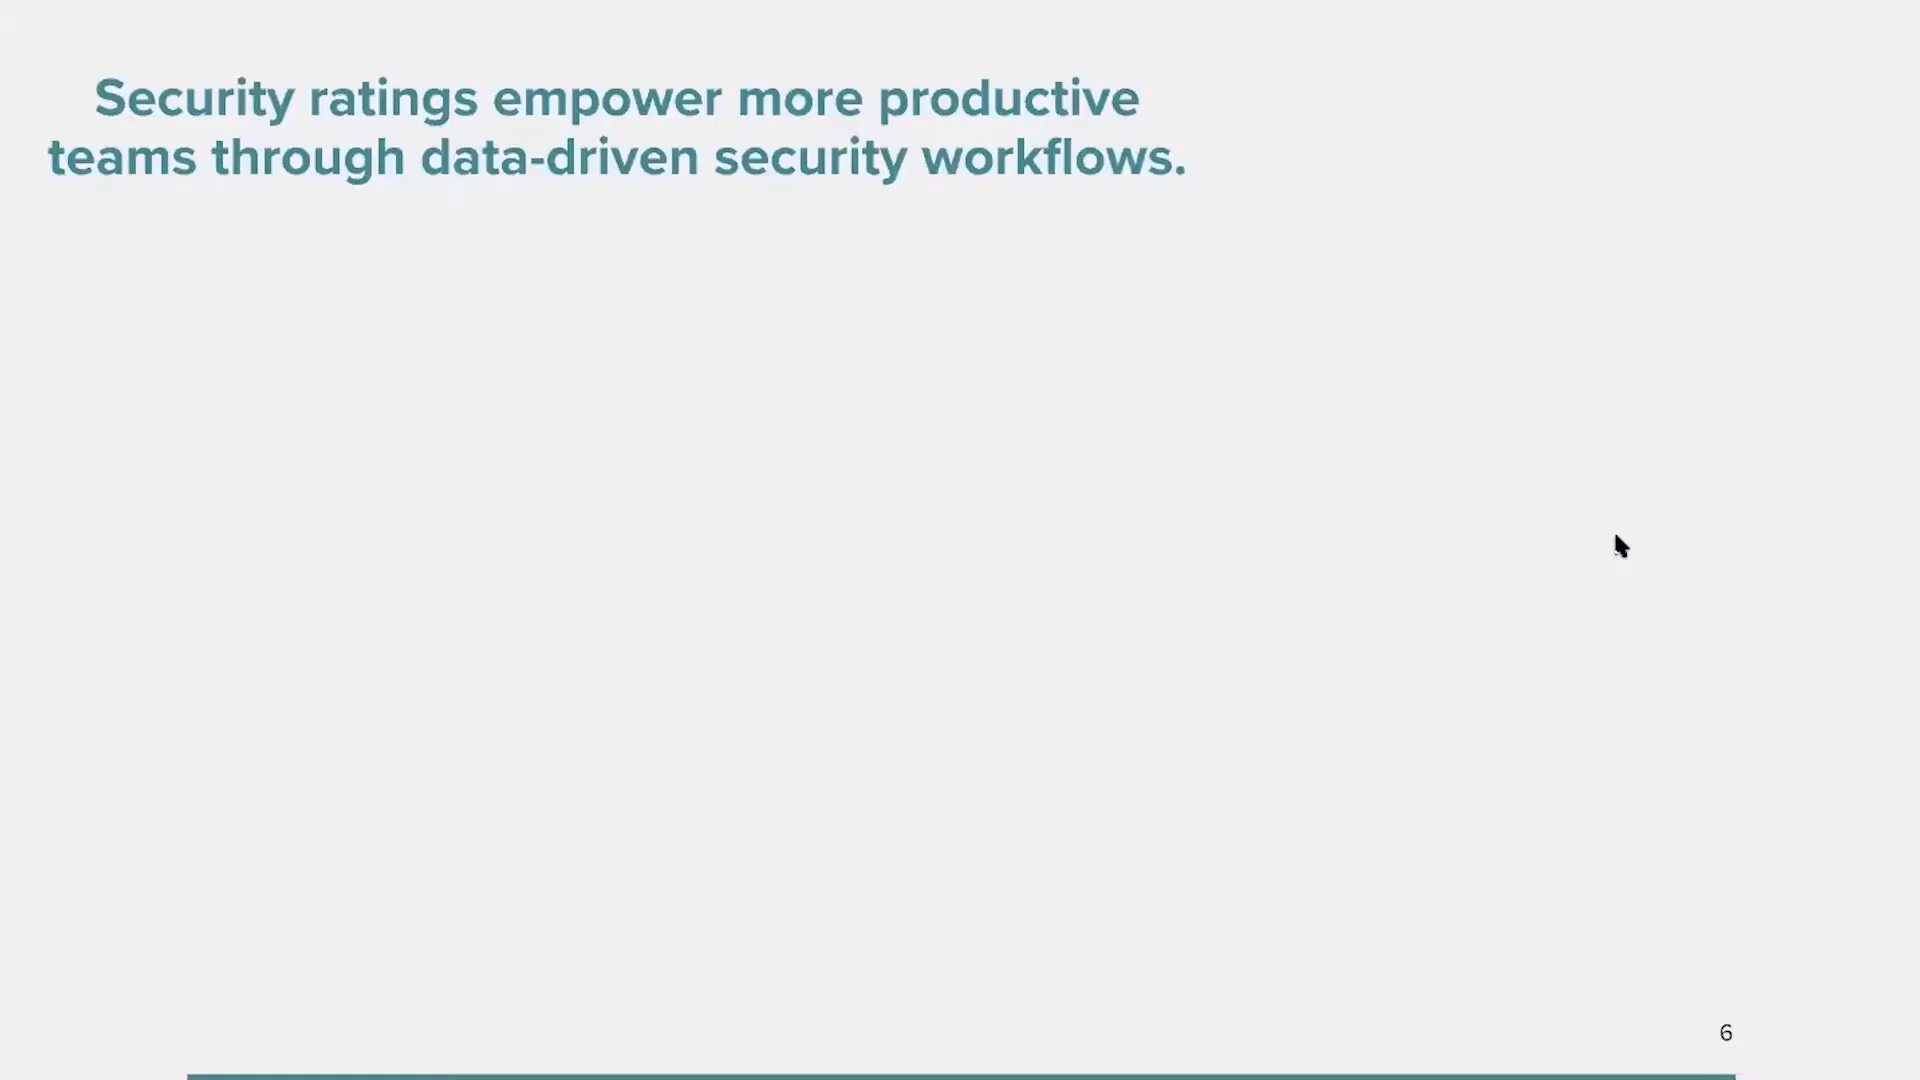 Security ratings empower more productive
teams through data-driven security workflows.
6